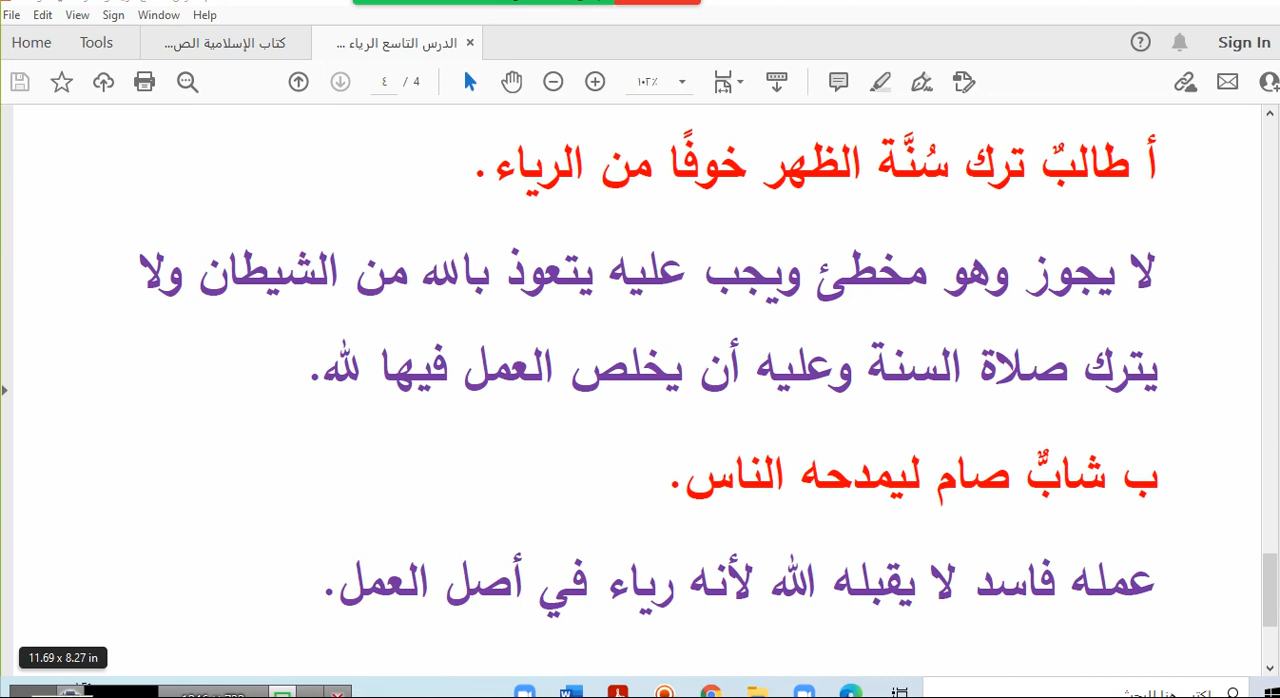 File Edit View Sign Window Help
Home Tools كتاب الإسلامية الص... الدرس التاسع الرياء ... × Sign In
٤ / 4 ١٠٢٪
أ طالبٌ ترك سُنَّة الظهر خوفًا من الرياء.
لا يجوز وهو مخطئ ويجب عليه يتعوذ بالله من الشيطان ولا
يترك صلاة السنة وعليه أن يخلص العمل فيها لله.
ب شابٌّ صام ليمدحه الناس.
عمله فاسد لا يقبله الله لأنه رياء في أصل العمل.
11.69 x 8.27 in